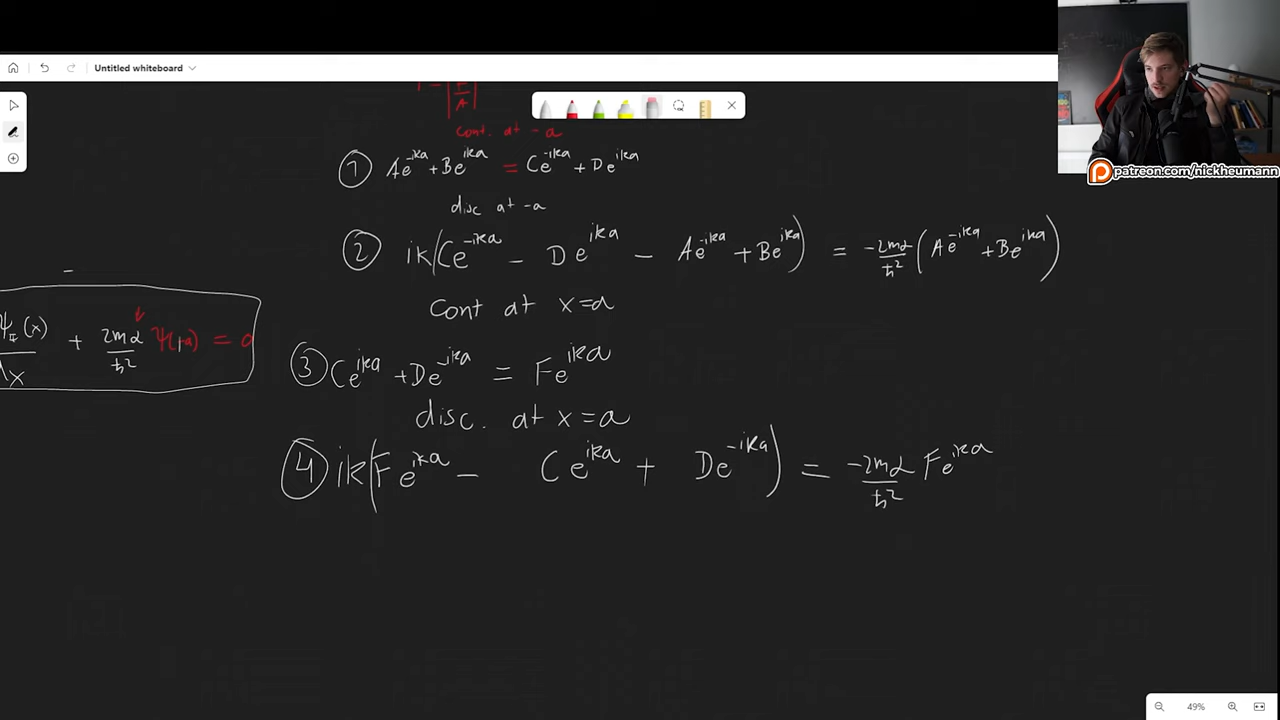 Untitled whiteboard
patreon.com/nickheumann
A
cont. at -a
① Ae^{-ika} + Be^{ika} = Ce^{-ika} + De^{ika}
disc at -a
② ik(Ce^{-ika} - De^{ika} - Ae^{-ika} + Be^{ika}) = -2mα/ħ² (Ae^{-ika} + Be^{ika})
Cont at x=a
ψ_{II}(x)/x + 2mα/ħ² ψ(-a) = 0
③ Ce^{ika} + De^{-ika} = Fe^{ika}
disc. at x=a
④ ik(Fe^{ika} - Ce^{ika} + De^{-ika}) = -2mα/ħ² Fe^{ika}
49%